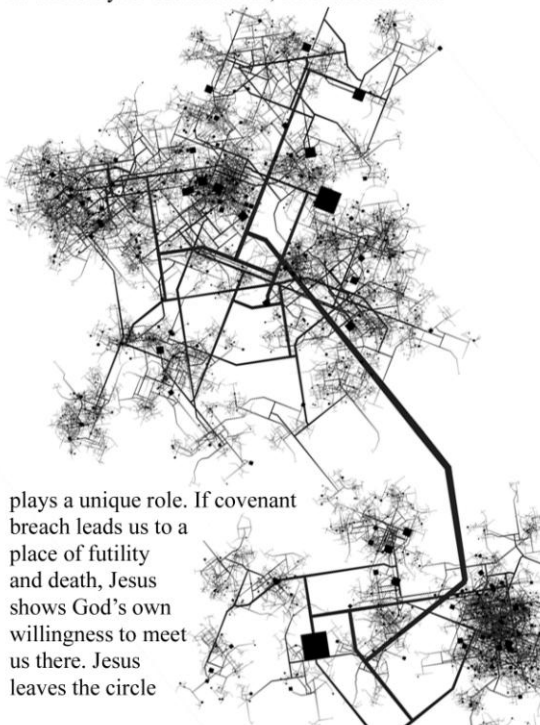 plays a unique role. If covenant
breach leads us to a
place of futility
and death, Jesus
shows God’s own
willingness to meet
us there. Jesus
leaves the circle